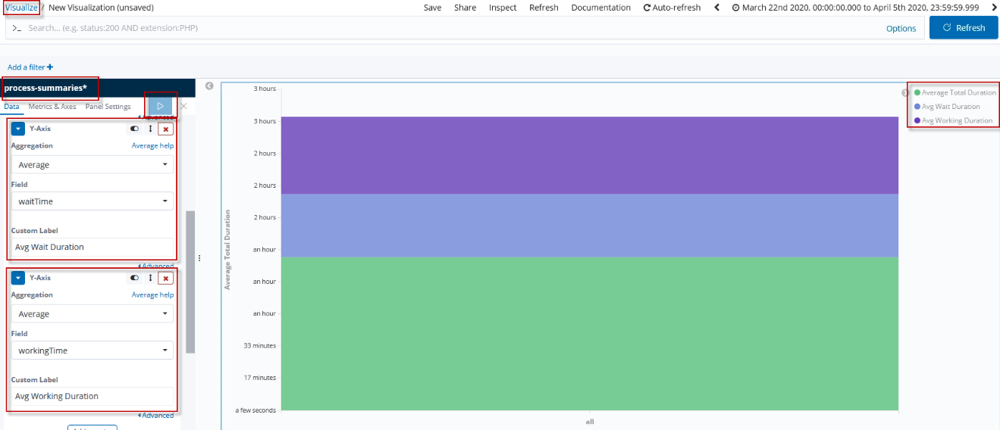 Visualize / New Visualization (unsaved) Save Share Inspect Refresh Documentation Auto-refresh March 22nd 2020, 00:00:00.000 to April 5th 2020, 23:59:59.999
>_ Search... (e.g. status:200 AND extension:PHP) Options Refresh
Add a filter
process-summaries*
Data Metrics & Axes Panel Settings
Advanced
Y-Axis
Aggregation Average help
Average
Field
waitTime
Custom Label
Avg Wait Duration
Advanced
Y-Axis
Aggregation Average help
Average
Field
workingTime
Custom Label
Avg Working Duration
Advanced
3 hours
3 hours
2 hours
2 hours
2 hours
an hour
an hour
an hour
33 minutes
17 minutes
a few seconds
Average Total Duration
all
Average Total Duration
Avg Wait Duration
Avg Working Duration